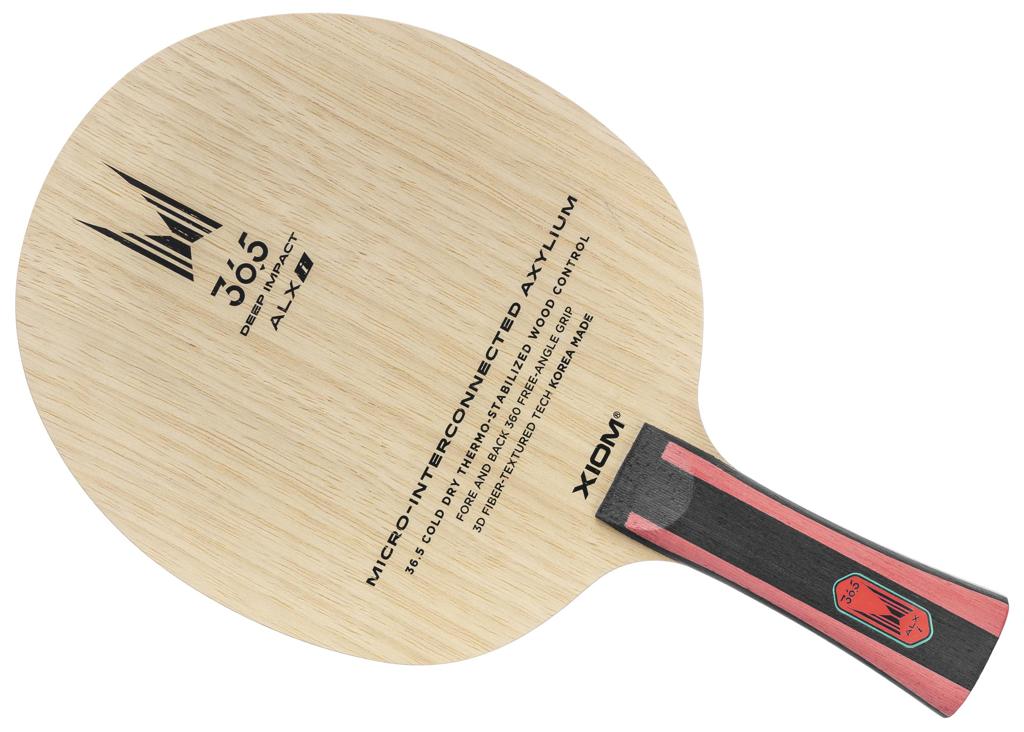 36.5
DEEP IMPACT
ALX i
MICRO-INTERCONNECTED AXYLIUM
36.5 COLD DRY THERMO-STABILIZED WOOD CONTROL
FORE AND BACK 360 FREE-ANGLE GRIP
3D FIBER-TEXTURED TECH KOREA MADE
XIOM®
36.5
ALX
i